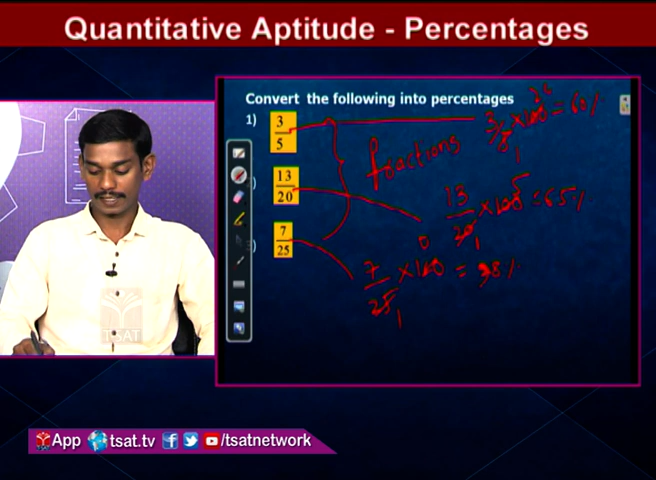 Quantitative Aptitude - Percentages
Convert the following into percentages
1) 3/5
3/5 × 100 = 60%
fractions
) 13/20
13/20 × 100 = 65%
7/25
7/25 × 100 = 28%
TSAT
App tsat.tv /tsatnetwork